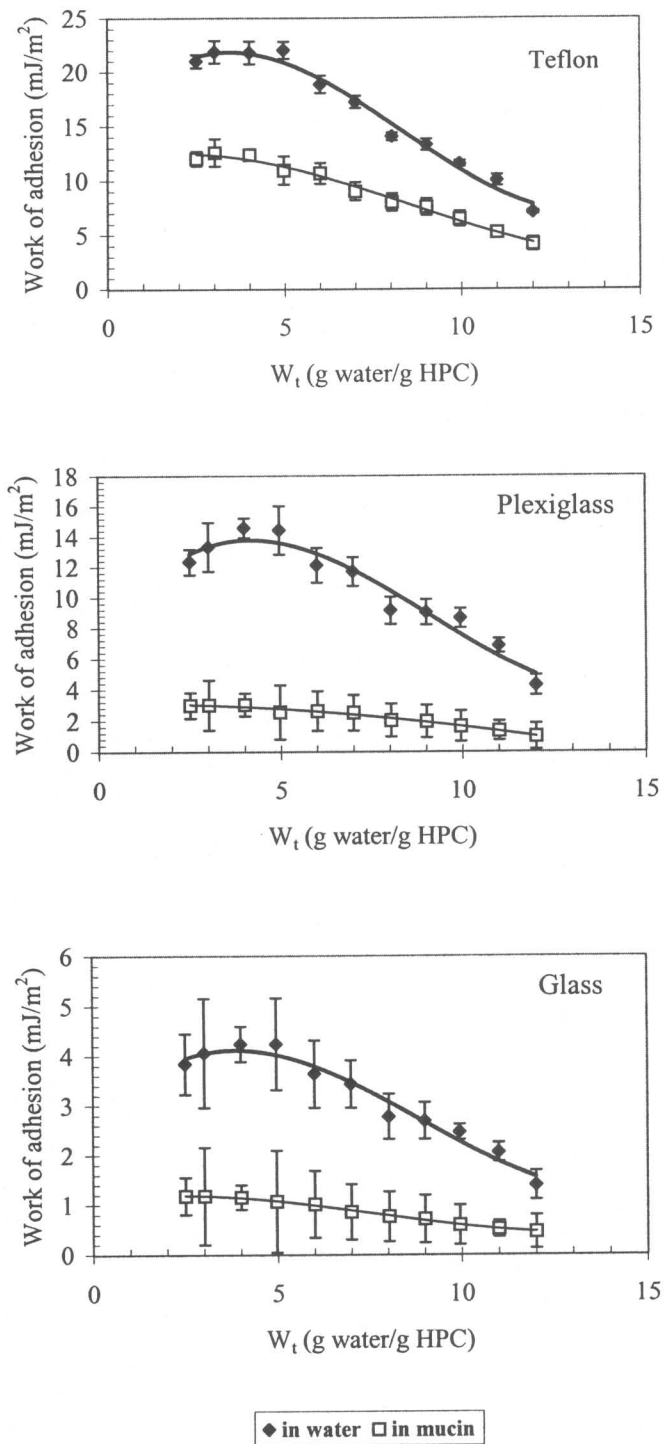 Teflon
Work of adhesion (mJ/m²)
25
20
15
10
5
0
0 5 10 15
Wt (g water/g HPC)
Plexiglass
Work of adhesion (mJ/m²)
18
16
14
12
10
8
6
4
2
0
0 5 10 15
Wt (g water/g HPC)
Glass
Work of adhesion (mJ/m²)
6
5
4
3
2
1
0
0 5 10 15
Wt (g water/g HPC)
in water in mucin